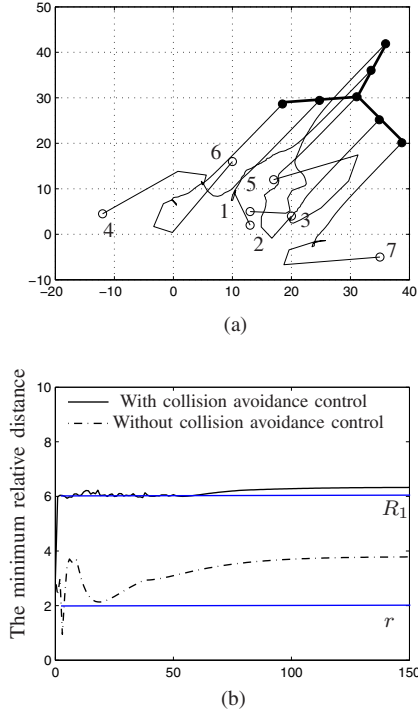 50
40
30
20
10
0
−10
−20 −10 0 10 20 30 40
6
5
1
4
3
2
7
(a)
The minimum relative distance
10
8
6
4
2
0
With collision avoidance control
Without collision avoidance control
R1
r
0 50 100 150
(b)